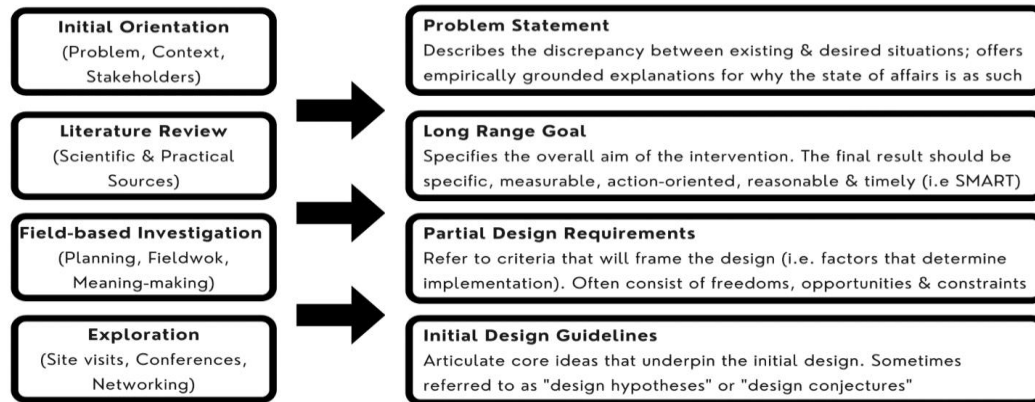 Initial Orientation
(Problem, Context,
Stakeholders)
Literature Review
(Scientific & Practical
Sources)
Field-based Investigation
(Planning, Fieldwok,
Meaning-making)
Exploration
(Site visits, Conferences,
Networking)
Problem Statement
Describes the discrepancy between existing & desired situations; offers
empirically grounded explanations for why the state of affairs is as such
Long Range Goal
Specifies the overall aim of the intervention. The final result should be
specific, measurable, action-oriented, reasonable & timely (i.e SMART)
Partial Design Requirements
Refer to criteria that will frame the design (i.e. factors that determine
implementation). Often consist of freedoms, opportunities & constraints
Initial Design Guidelines
Articulate core ideas that underpin the initial design. Sometimes
referred to as "design hypotheses" or "design conjectures"